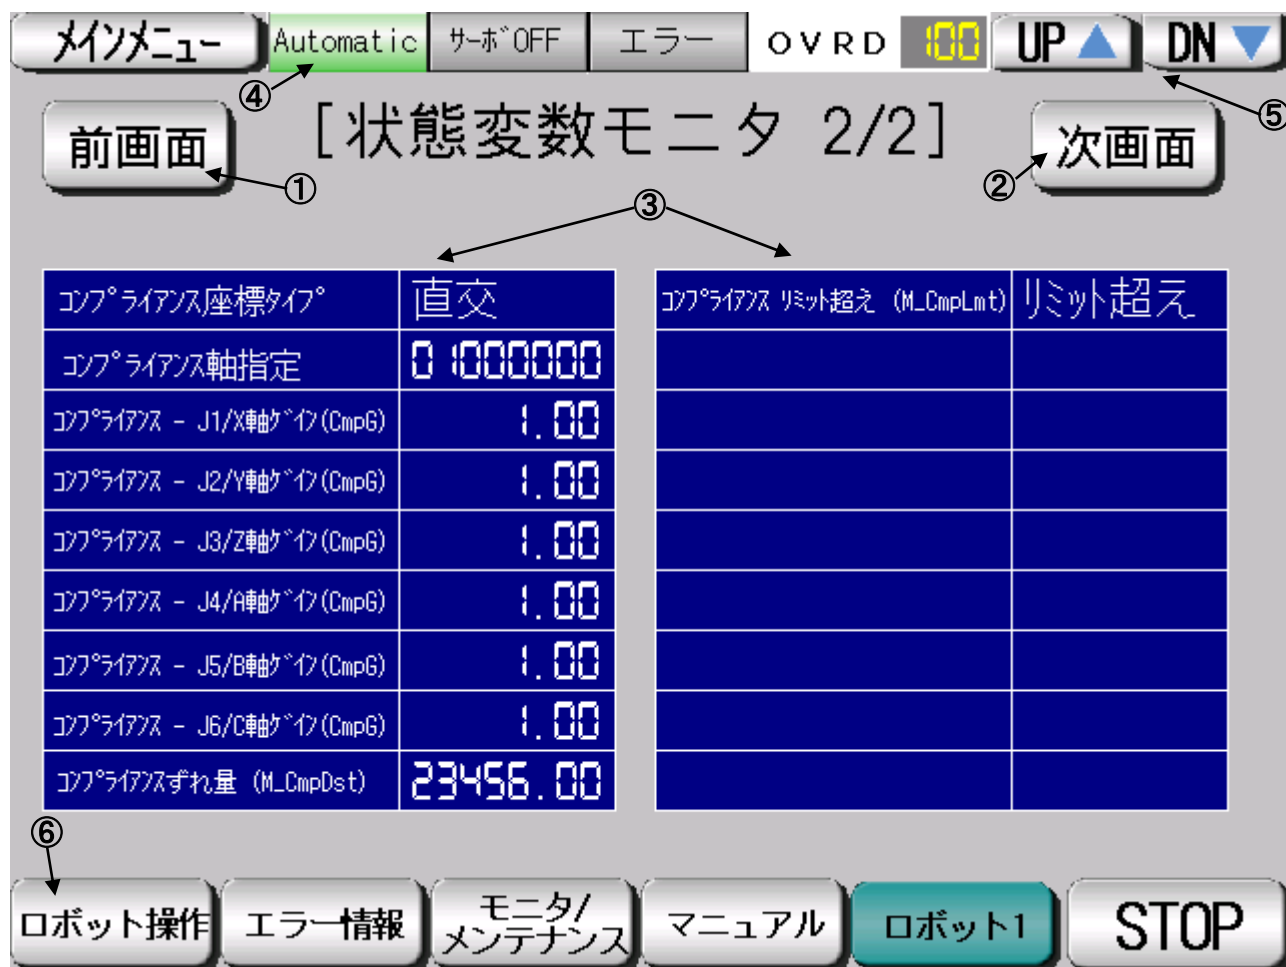 メインメニュー Automatic サーボOFF エラー OVRD 100 UP DN
④ ⑤
前画面 [状態変数モニタ 2/2] 次画面
① ② ③
コンプライアンス座標タイプ 直交
コンプライアンス軸指定 01000000
コンプライアンス - J1/X軸ゲイン(CmpG) 1.00
コンプライアンス - J2/Y軸ゲイン(CmpG) 1.00
コンプライアンス - J3/Z軸ゲイン(CmpG) 1.00
コンプライアンス - J4/A軸ゲイン(CmpG) 1.00
コンプライアンス - J5/B軸ゲイン(CmpG) 1.00
コンプライアンス - J6/C軸ゲイン(CmpG) 1.00
コンプライアンスずれ量 (M_CmpDst) 23456.00
コンプライアンス リミット超え (M_CmpLmt) リミット超え
⑥
ロボット操作 エラー情報 モニタ/
メンテナンス マニュアル ロボット1 STOP